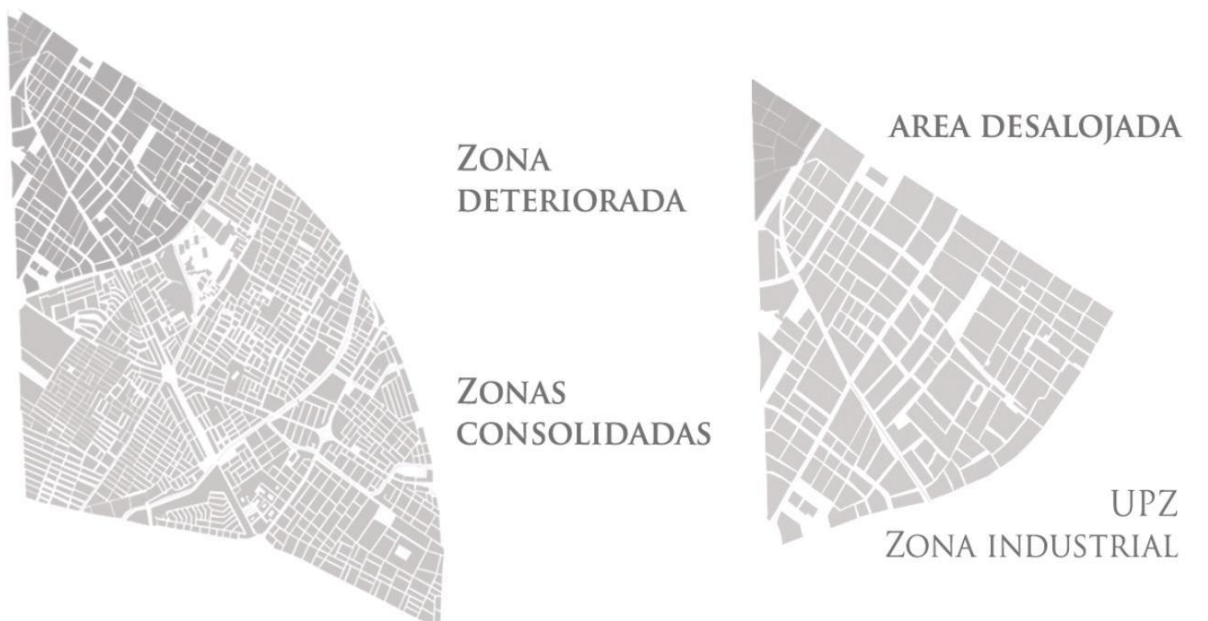 ZONA
DETERIORADA
ZONAS
CONSOLIDADAS
AREA DESALOJADA
UPZ
ZONA INDUSTRIAL